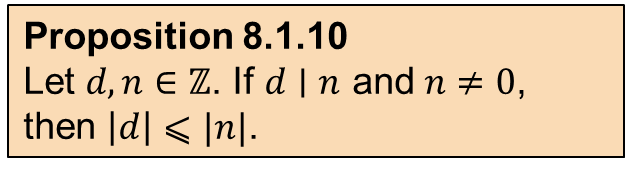 Proposition 8.1.10
Let 𝑑, 𝑛 ∈ ℤ. If 𝑑 ∣ 𝑛 and 𝑛 ≠ 0,
then |𝑑| ⩽ |𝑛|.